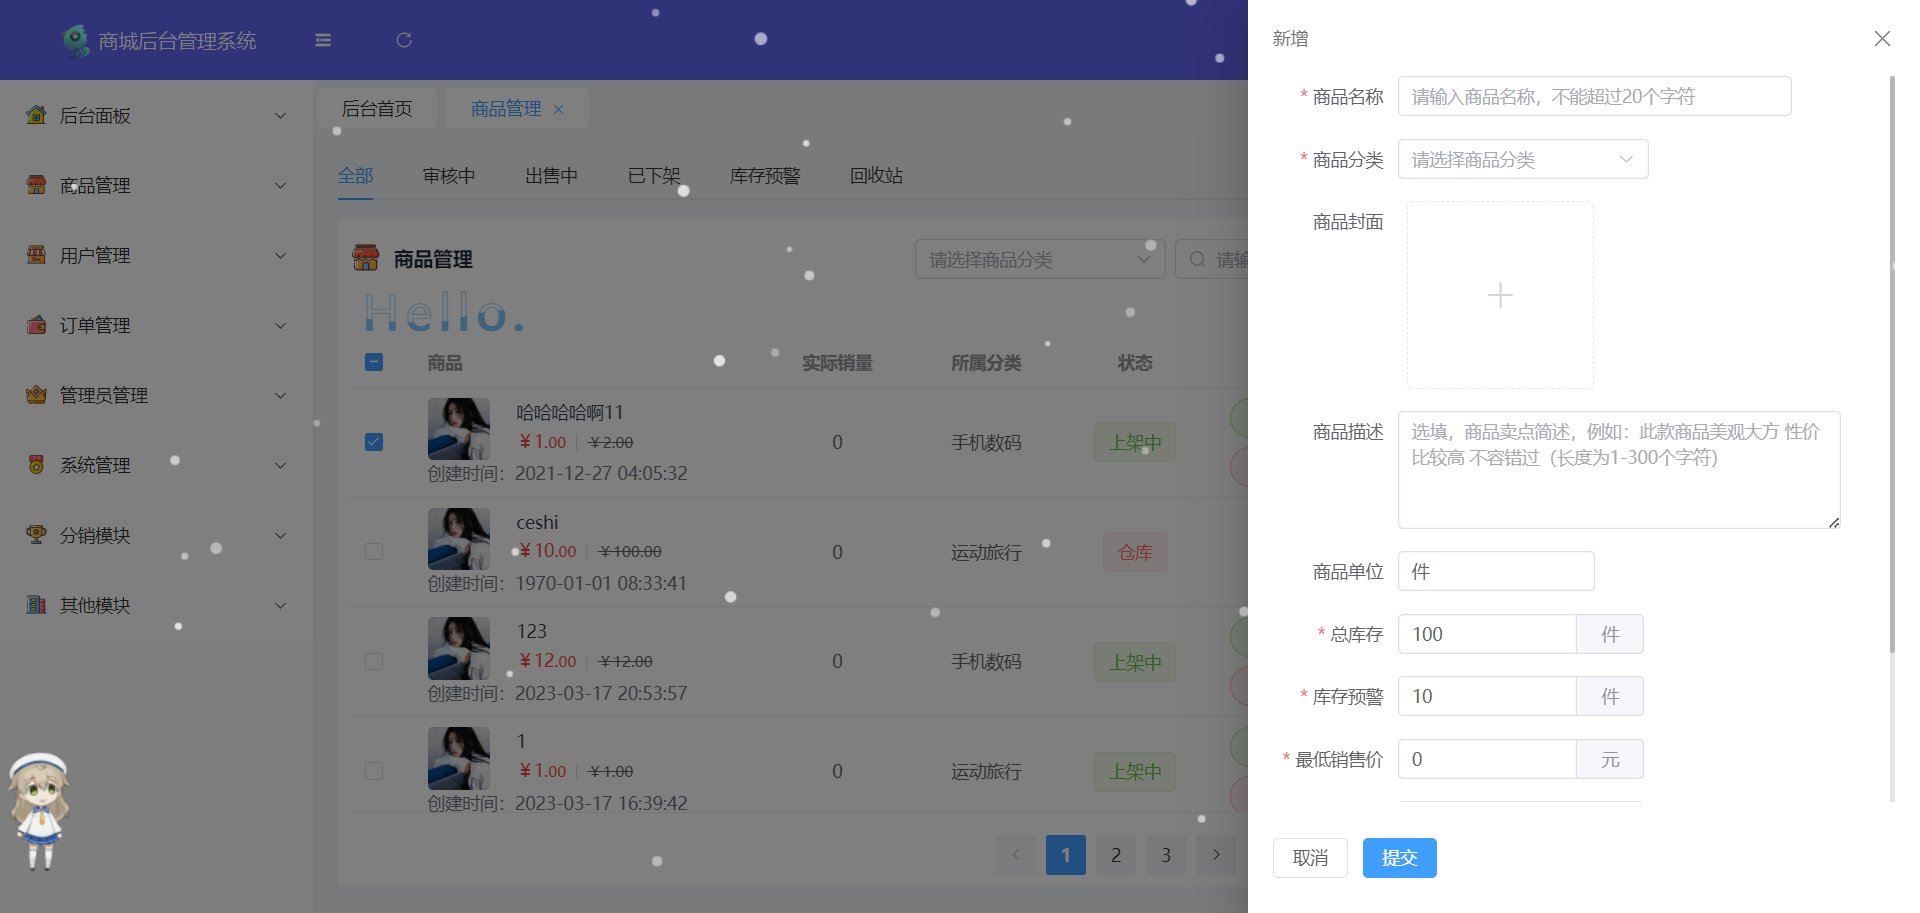 商城后台管理系统
后台面板
商品管理
用户管理
订单管理
管理员管理
系统管理
分销模块
其他模块
后台首页
商品管理
全部 审核中 出售中 已下架 库存预警 回收站
商品管理
请选择商品分类
请输
Hello.
商品 实际销量 所属分类 状态
哈哈哈哈啊11
¥1.00 ¥2.00
创建时间：2021-12-27 04:05:32
0 手机数码 上架中
ceshi
¥10.00 ¥100.00
创建时间：1970-01-01 08:33:41
0 运动旅行 仓库
123
¥12.00 ¥12.00
创建时间：2023-03-17 20:53:57
0 手机数码 上架中
1
¥1.00 ¥1.00
创建时间：2023-03-17 16:39:42
0 运动旅行 上架中
1 2 3
新增
* 商品名称 请输入商品名称，不能超过20个字符
* 商品分类 请选择商品分类
商品封面
商品描述 选填，商品卖点简述，例如：此款商品美观大方 性价
比较高 不容错过（长度为1-300个字符）
商品单位 件
* 总库存 100 件
* 库存预警 10 件
* 最低销售价 0 元
取消 提交